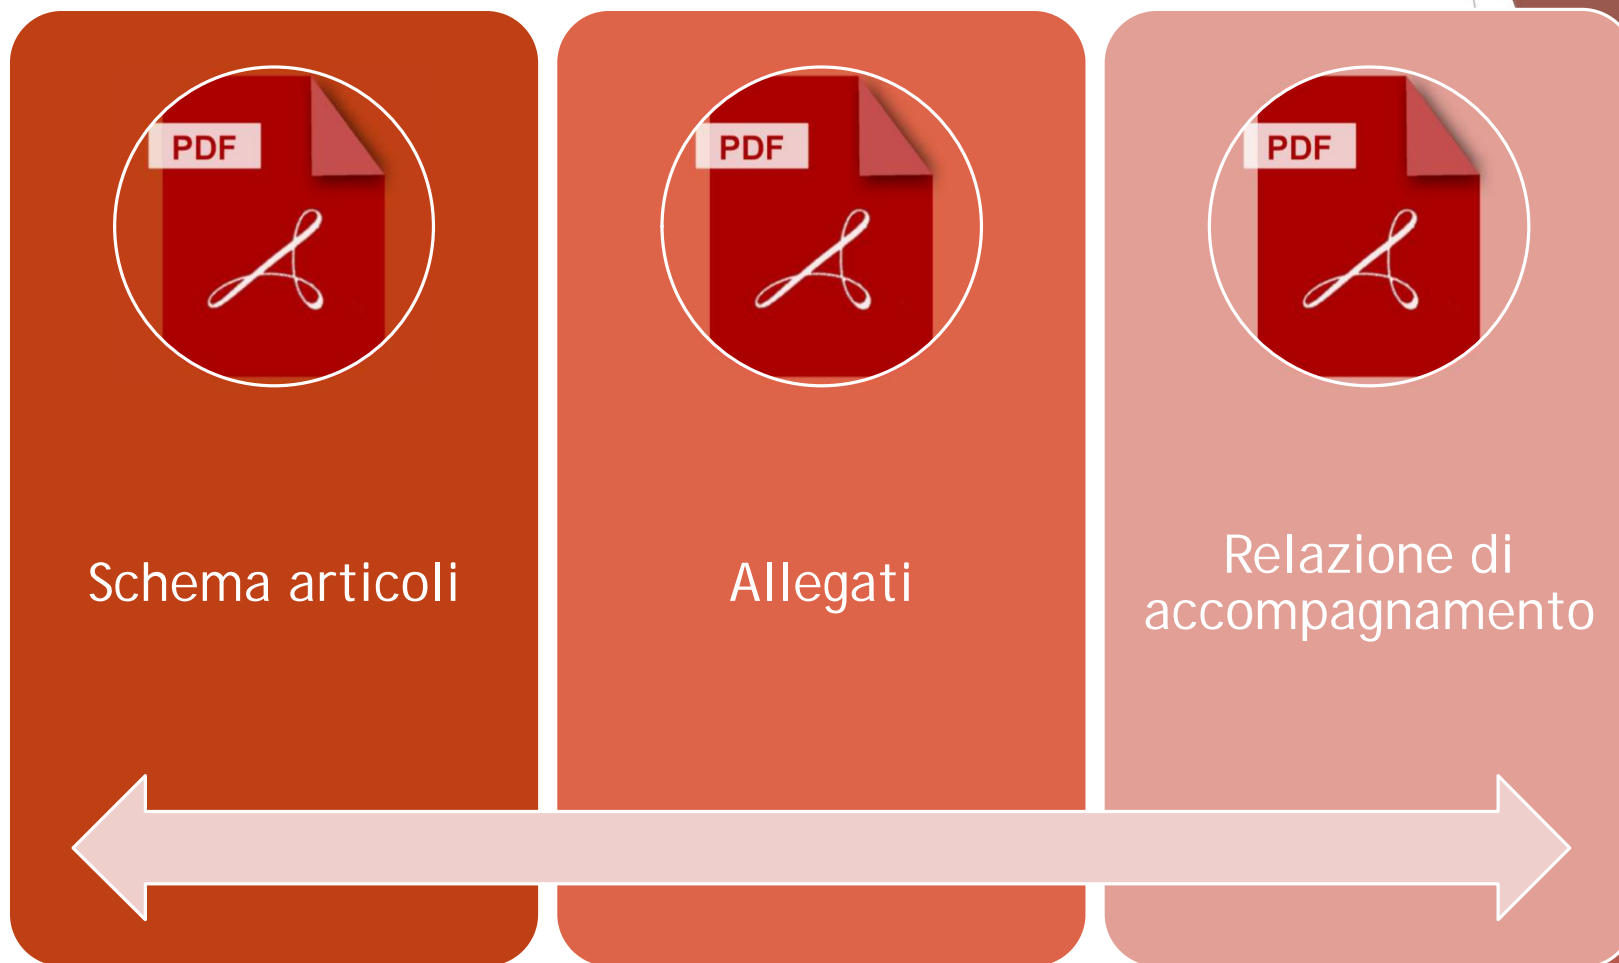 PDF
PDF
PDF
Schema articoli
Allegati
Relazione di
accompagnamento